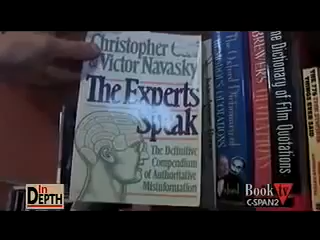 Christopher
& Victor Navasky
The Experts
Speak
The Definitive
Compendium
of Authoritative
Misinformation
The Oxford Dictionary of
BREWER'S QUOTATIONS
The Dictionary of Film Quotations
In
DEPTH
Book tv
C-SPAN2